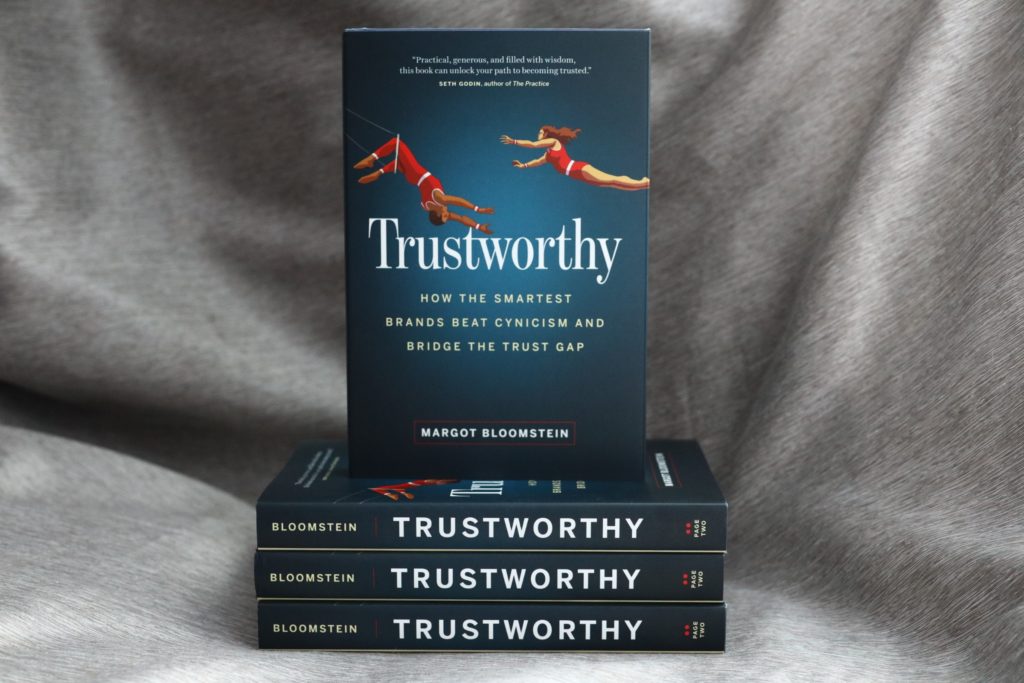 “Practical, generous, and filled with wisdom,
this book can unlock your path to becoming trusted.”
SETH GODIN, author of The Practice
Trustworthy
HOW THE SMARTEST
BRANDS BEAT CYNICISM AND
BRIDGE THE TRUST GAP
MARGOT BLOOMSTEIN
MARGOT BLOOMSTEIN
BLOOMSTEIN TRUSTWORTHY PAGE TWO
BLOOMSTEIN TRUSTWORTHY PAGE TWO
BLOOMSTEIN TRUSTWORTHY PAGE TWO